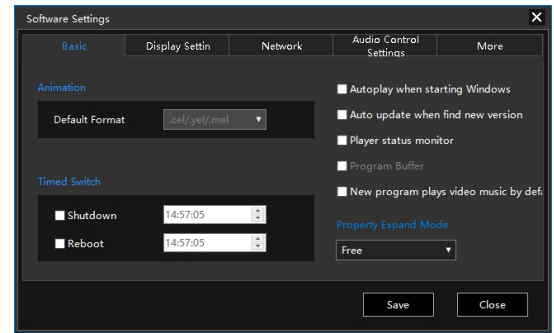 Software Settings
Basic
Display Settin
Network
Audio Control
Settings
More
Animation
Default Format
.cel/.yel/.mel
Timed Switch
Shutdown
14:57:05
Reboot
14:57:05
Autoplay when starting Windows
Auto update when find new version
Player status monitor
Program Buffer
New program plays video music by defa
Property Expand Mode
Free
Save
Close